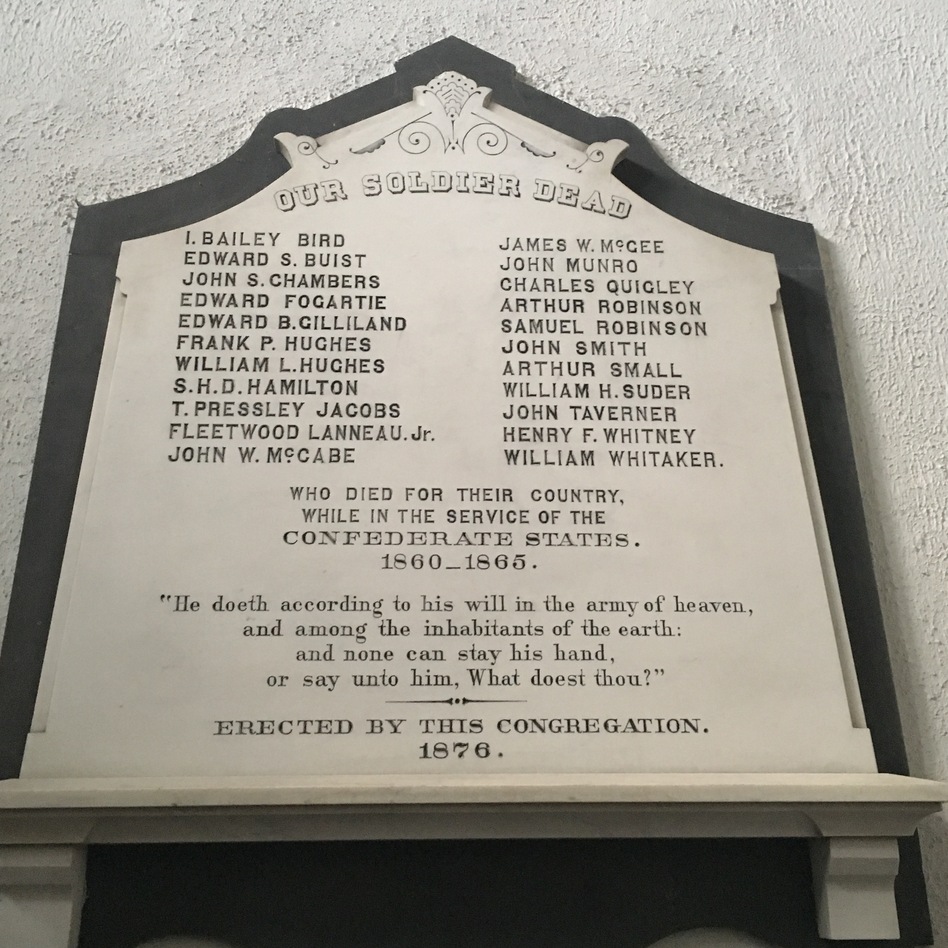 OUR SOLDIER DEAD
I. BAILEY BIRD
EDWARD S. BUIST
JOHN S. CHAMBERS
EDWARD FOGARTIE
EDWARD B. GILLILAND
FRANK P. HUGHES
WILLIAM L. HUGHES
S. H. D. HAMILTON
T. PRESSLEY JACOBS
FLEETWOOD LANNEAU. Jr.
JOHN W. McCABE
JAMES W. McGEE
JOHN MUNRO
CHARLES QUIGLEY
ARTHUR ROBINSON
SAMUEL ROBINSON
JOHN SMITH
ARTHUR SMALL
WILLIAM H. SUDER
JOHN TAVERNER
HENRY F. WHITNEY
WILLIAM WHITAKER.
WHO DIED FOR THEIR COUNTRY,
WHILE IN THE SERVICE OF THE
CONFEDERATE STATES.
1860–1865.
"He doeth according to his will in the army of heaven,
and among the inhabitants of the earth:
and none can stay his hand,
or say unto him, What doest thou?"
ERECTED BY THIS CONGREGATION.
1876.